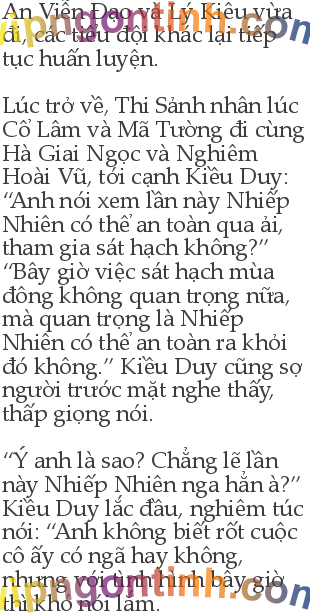 An Viễn Đạo và Lý Kiêu vừa
đi, các tiểu đội khác lại tiếp
tục huấn luyện.
Lúc trở về, Thi Sảnh nhân lúc
Cổ Lâm và Mã Tường đi cùng
Hà Giai Ngọc và Nghiêm
Hoài Vũ, tới cạnh Kiều Duy:
“Anh nói xem lần này Nhiếp
Nhiên có thể an toàn qua ải,
tham gia sát hạch không?”
“Bây giờ việc sát hạch mùa
đông không quan trọng nữa,
mà quan trọng là Nhiếp
Nhiên có thể an toàn ra khỏi
đó không.” Kiều Duy cũng sợ
người trước mặt nghe thấy,
thấp giọng nói.
“Ý anh là sao? Chẳng lẽ lần
này Nhiếp Nhiên nga hẳn à?”
Kiều Duy lắc đầu, nghiêm túc
nói: “Anh không biết rốt cuộc
cô ấy có ngã hay không,
nhưng với tình hình bây giờ
thì khó nói lắm.
vipngontinh.com
vipngontinh.com